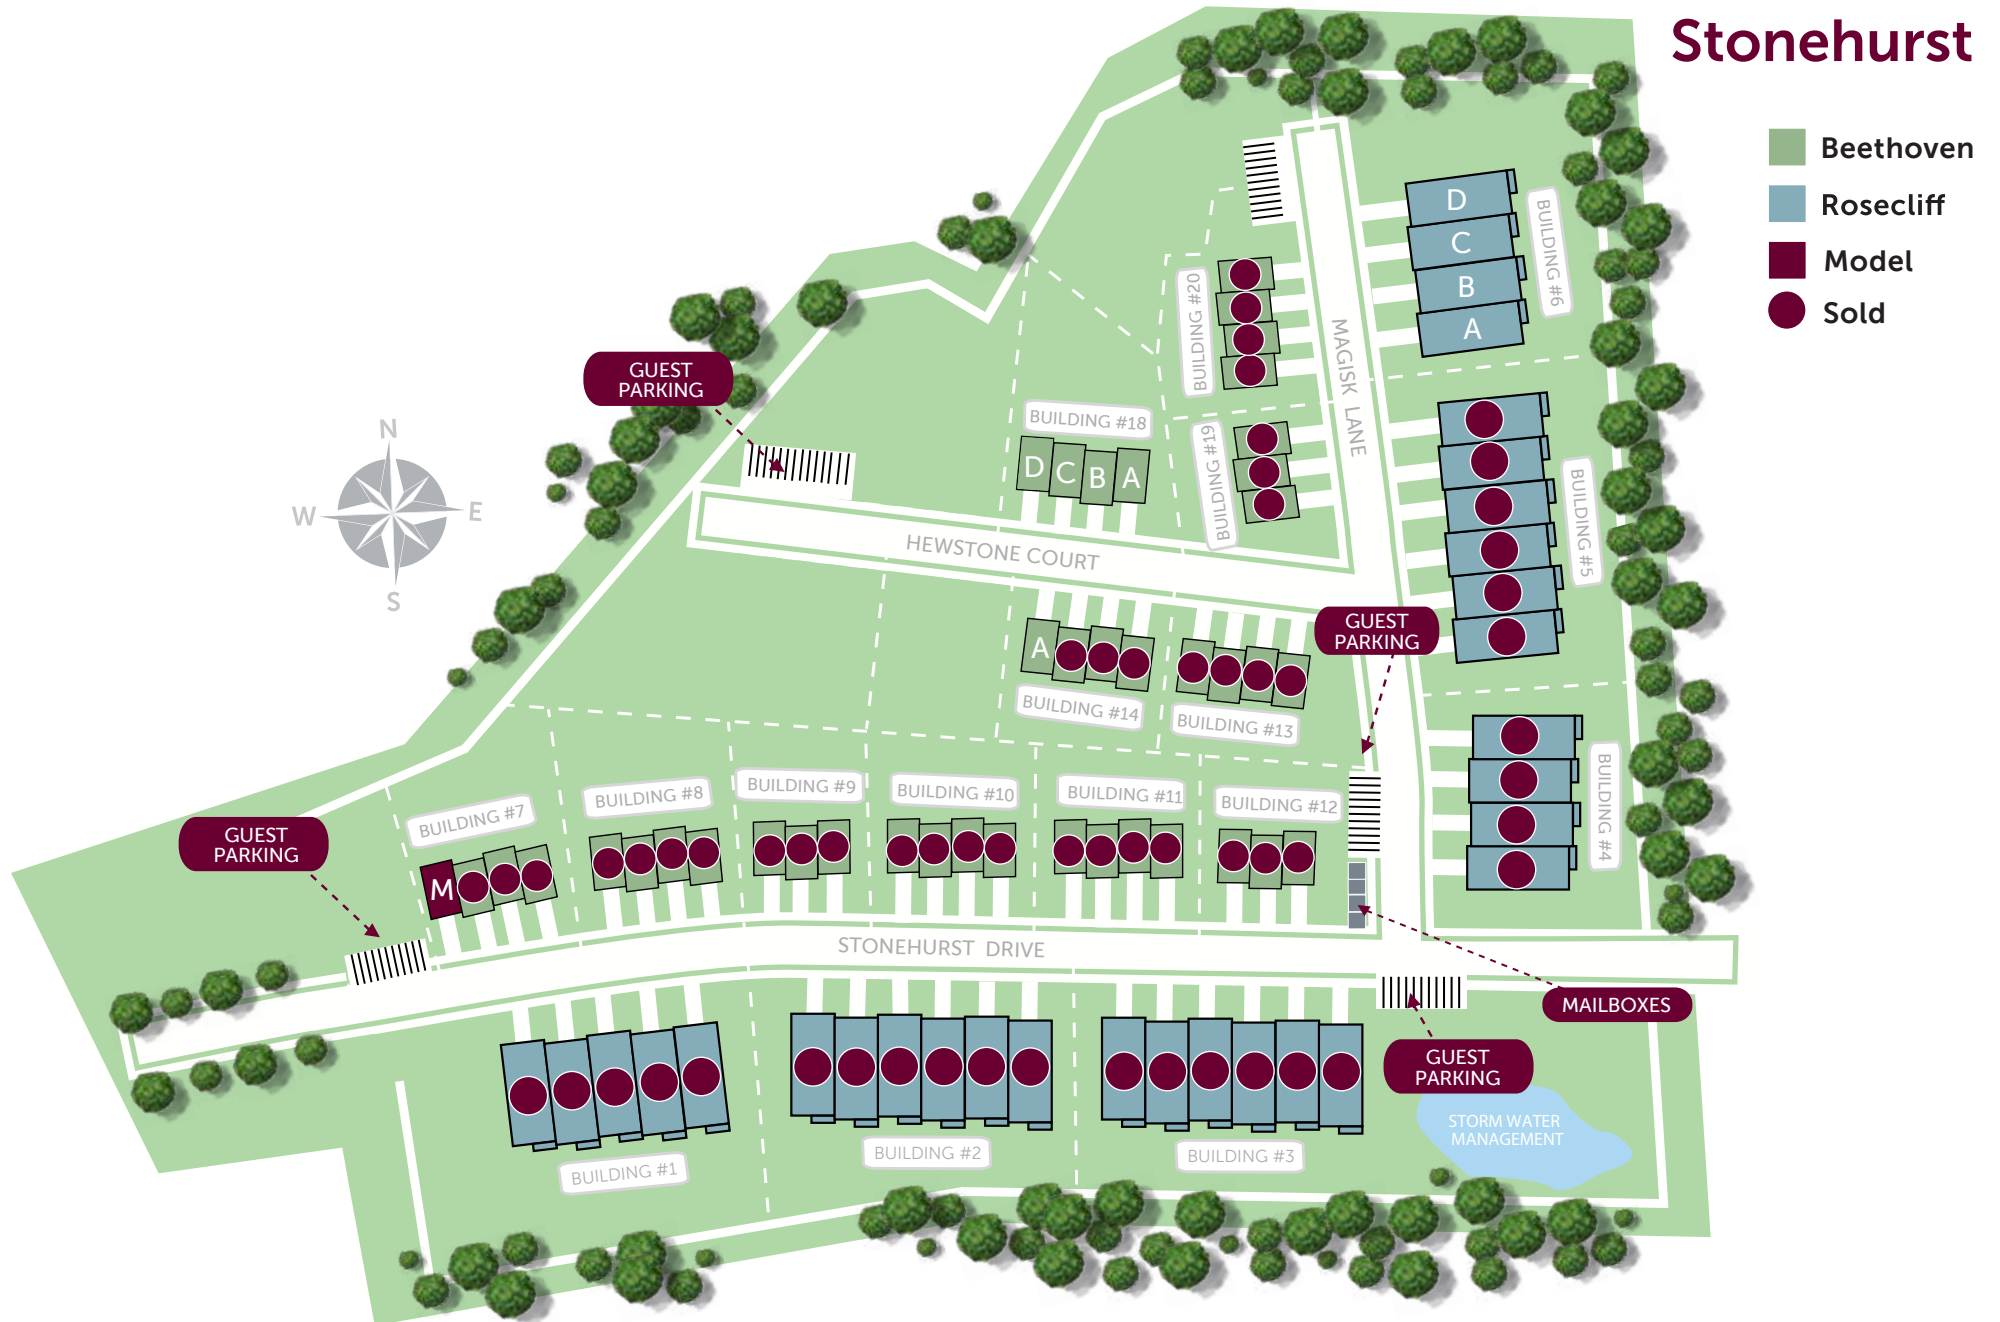 Stonehurst
Beethoven
Rosecliff
Model
Sold
D
C
B
A
BUILDING #6
BUILDING #20
MAGISK LANE
GUEST
PARKING
BUILDING #18
D C B A
BUILDING #19
N
W
E
S
BUILDING #5
HEWSTONE COURT
GUEST
PARKING
A
BUILDING #14
BUILDING #13
BUILDING #4
BUILDING #7
BUILDING #8
BUILDING #9
BUILDING #10
BUILDING #11
BUILDING #12
GUEST
PARKING
M
STONEHURST DRIVE
MAILBOXES
GUEST
PARKING
STORM WATER
MANAGEMENT
BUILDING #1
BUILDING #2
BUILDING #3